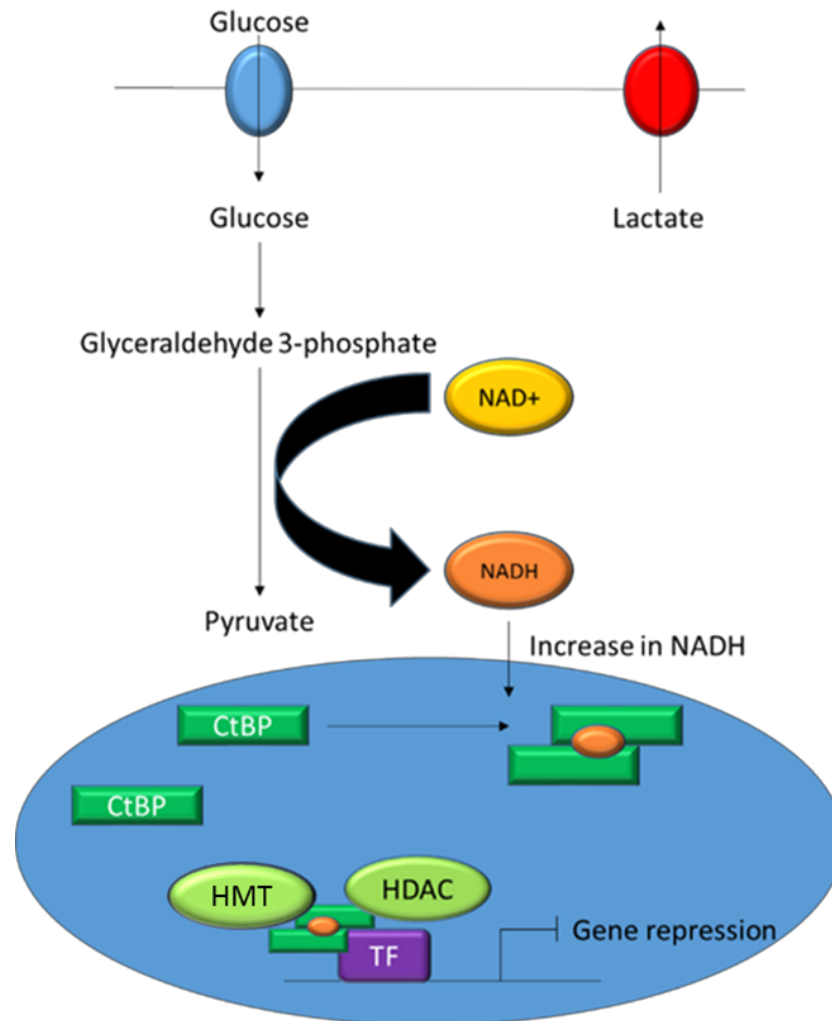 Glucose
Glucose
Lactate
Glyceraldehyde 3-phosphate
NAD+
NADH
Pyruvate
Increase in NADH
CtBP
CtBP
HMT
HDAC
TF
Gene repression